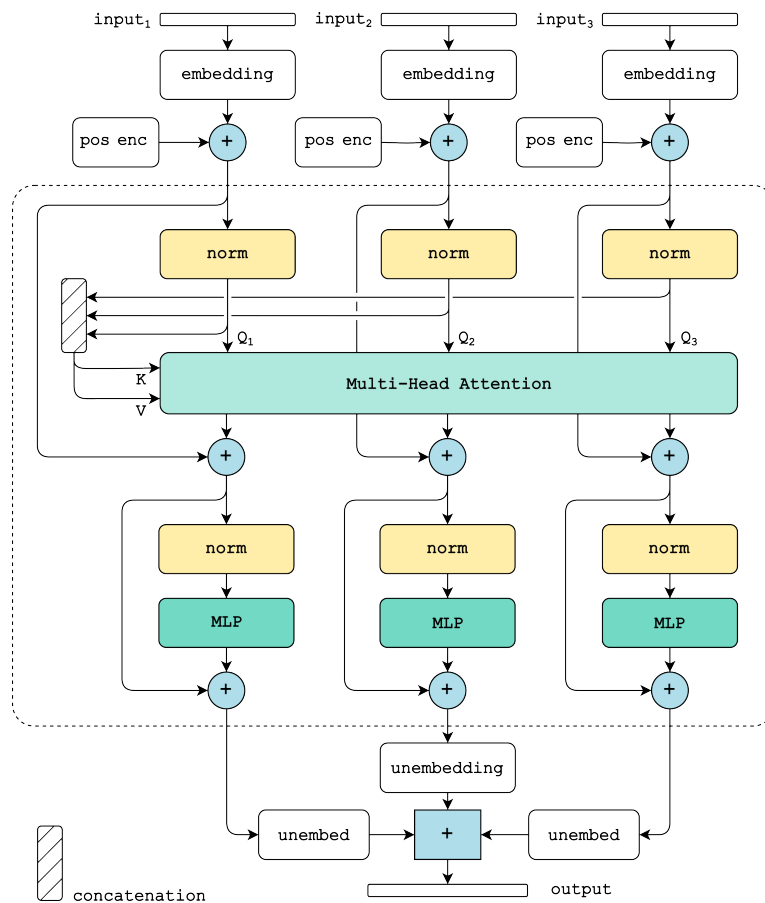 input₁ input₂ input₃
embedding embedding embedding
pos enc + pos enc + pos enc +
norm norm norm
Q₁ Q₂ Q₃
K
Multi-Head Attention
V
+ + +
norm norm norm
MLP MLP MLP
+ + +
unembedding
unembed + unembed
concatenation
output